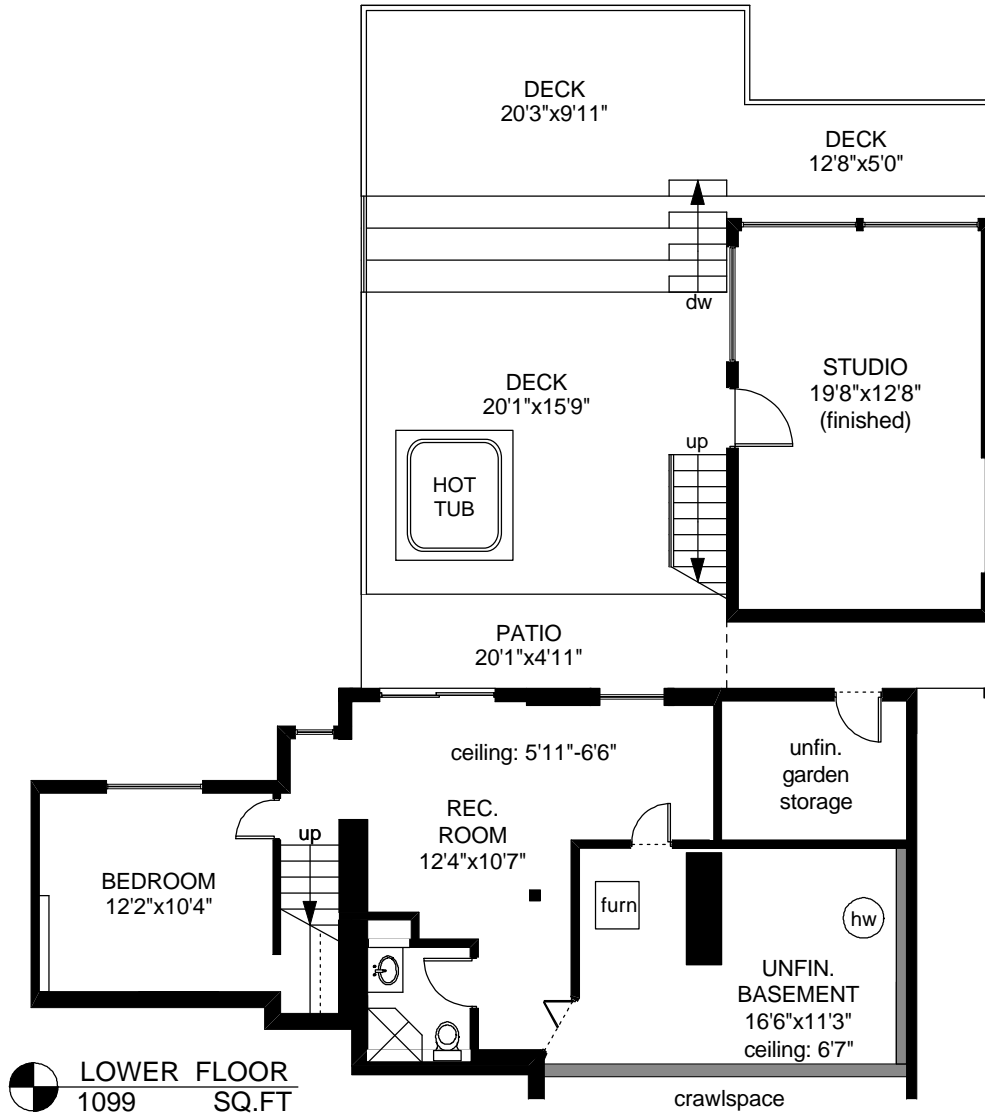 DECK
20'3"x9'11"
DECK
12'8"x5'0"
dw
STUDIO
19'8"x12'8"
(finished)
DECK
20'1"x15'9"
up
HOT
TUB
PATIO
20'1"x4'11"
ceiling: 5'11"-6'6"
unfin.
garden
storage
REC.
ROOM
12'4"x10'7"
up
BEDROOM
12'2"x10'4"
furn
hw
UNFIN.
BASEMENT
16'6"x11'3"
ceiling: 6'7"
LOWER FLOOR
1099 SQ.FT
crawlspace